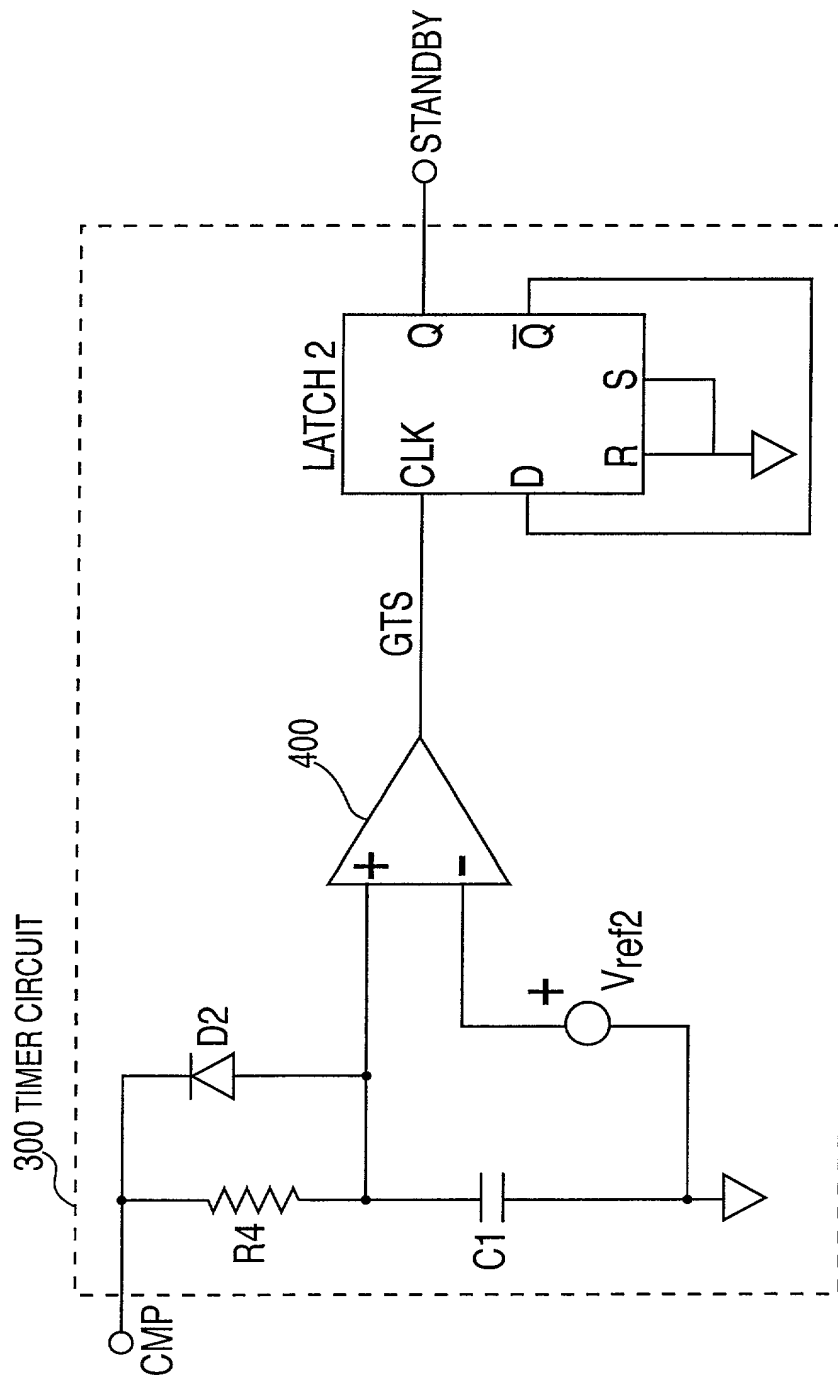 300 TIMER CIRCUIT
CMP
R4
D2
C1
+
-
400
+
Vref2
GTS
LATCH 2
CLK
Q
D
Q̅
R
S
STANDBY